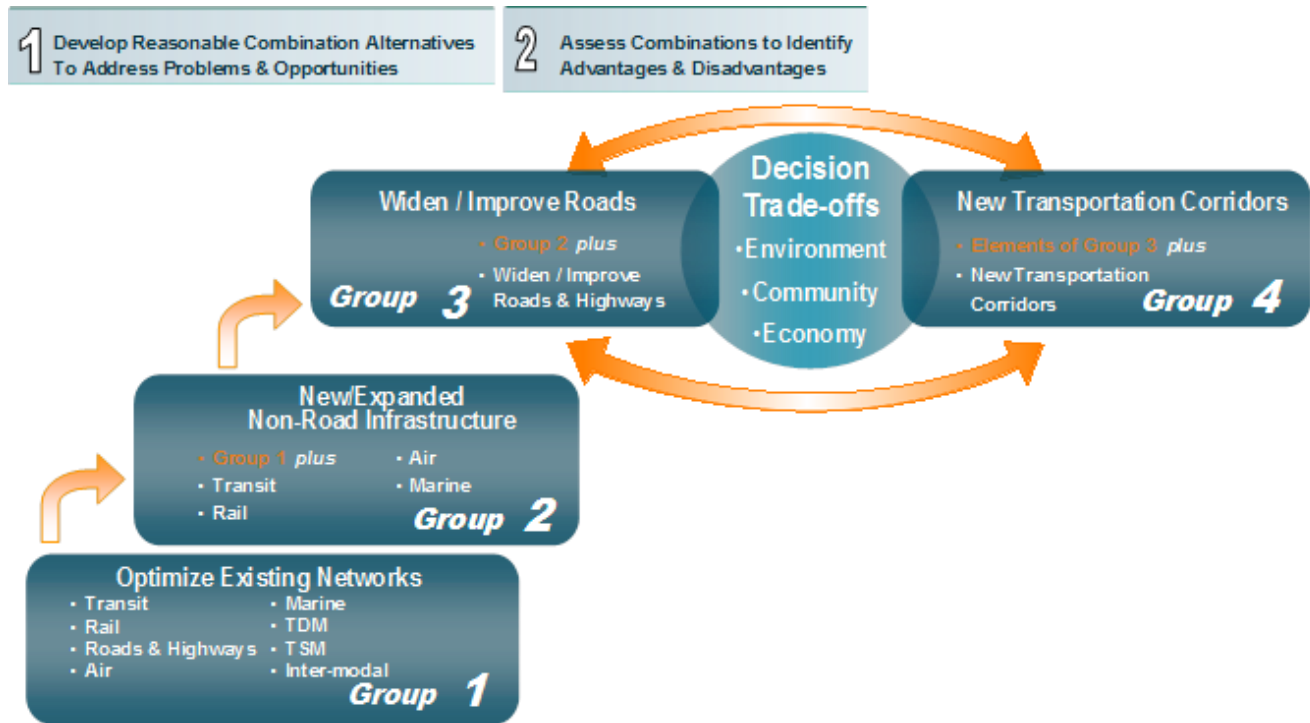 1 Develop Reasonable Combination Alternatives
To Address Problems & Opportunities
2 Assess Combinations to Identify
Advantages & Disadvantages
Widen / Improve Roads
• Group 2 plus
• Widen / Improve
Roads & Highways
Group 3
Decision
Trade-offs
•Environment
•Community
•Economy
New Transportation Corridors
• Elements of Group 3 plus
• New Transportation
Corridors
Group 4
New/Expanded
Non-Road Infrastructure
• Group 1 plus
• Transit
• Rail
• Air
• Marine
Group 2
Optimize Existing Networks
• Transit
• Rail
• Roads & Highways
• Air
• Marine
• TDM
• TSM
• Inter-modal
Group 1